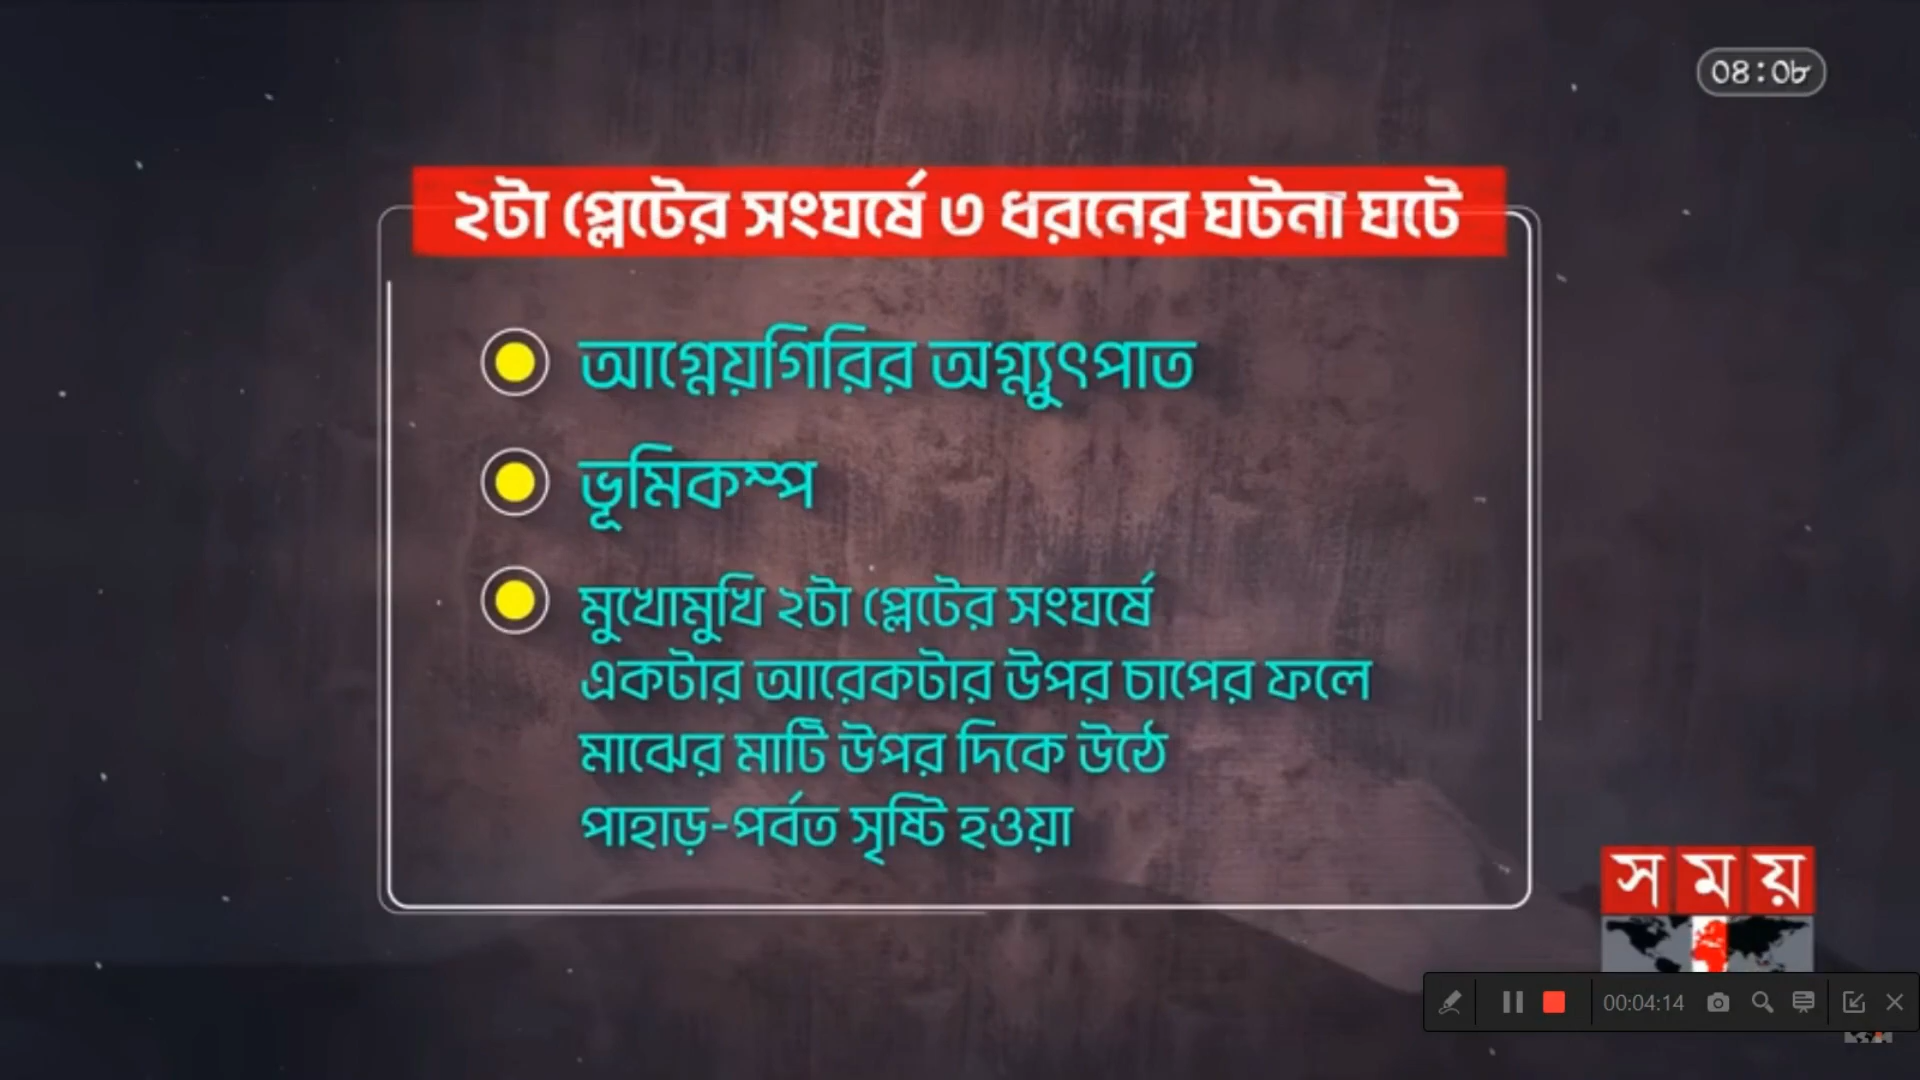 ০৪:০৮
২টা প্লেটের সংঘর্ষে ৩ ধরনের ঘটনা ঘটে
আগ্নেয়গিরির অগ্ন্যুৎপাত
ভূমিকম্প
মুখোমুখি ২টা প্লেটের সংঘর্ষে
একটার আরেকটার উপর চাপের ফলে
মাঝের মাটি উপর দিকে উঠে
পাহাড়-পর্বত সৃষ্টি হওয়া
সময়
00:04:14